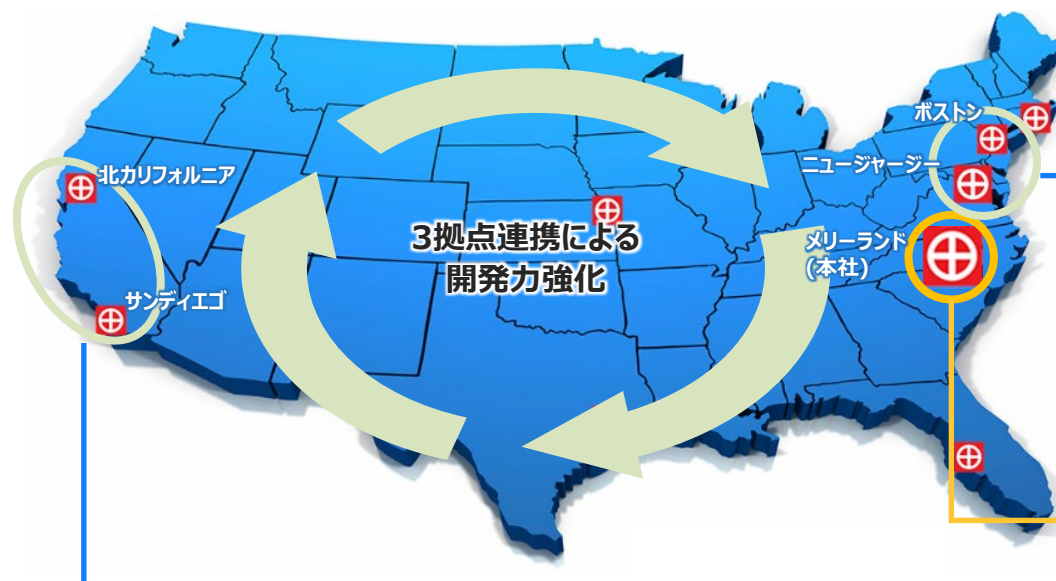 ボストン
ニュージャージー
北カリフォルニア
3拠点連携による
開発力強化
メリーランド
(本社)
サンディエゴ